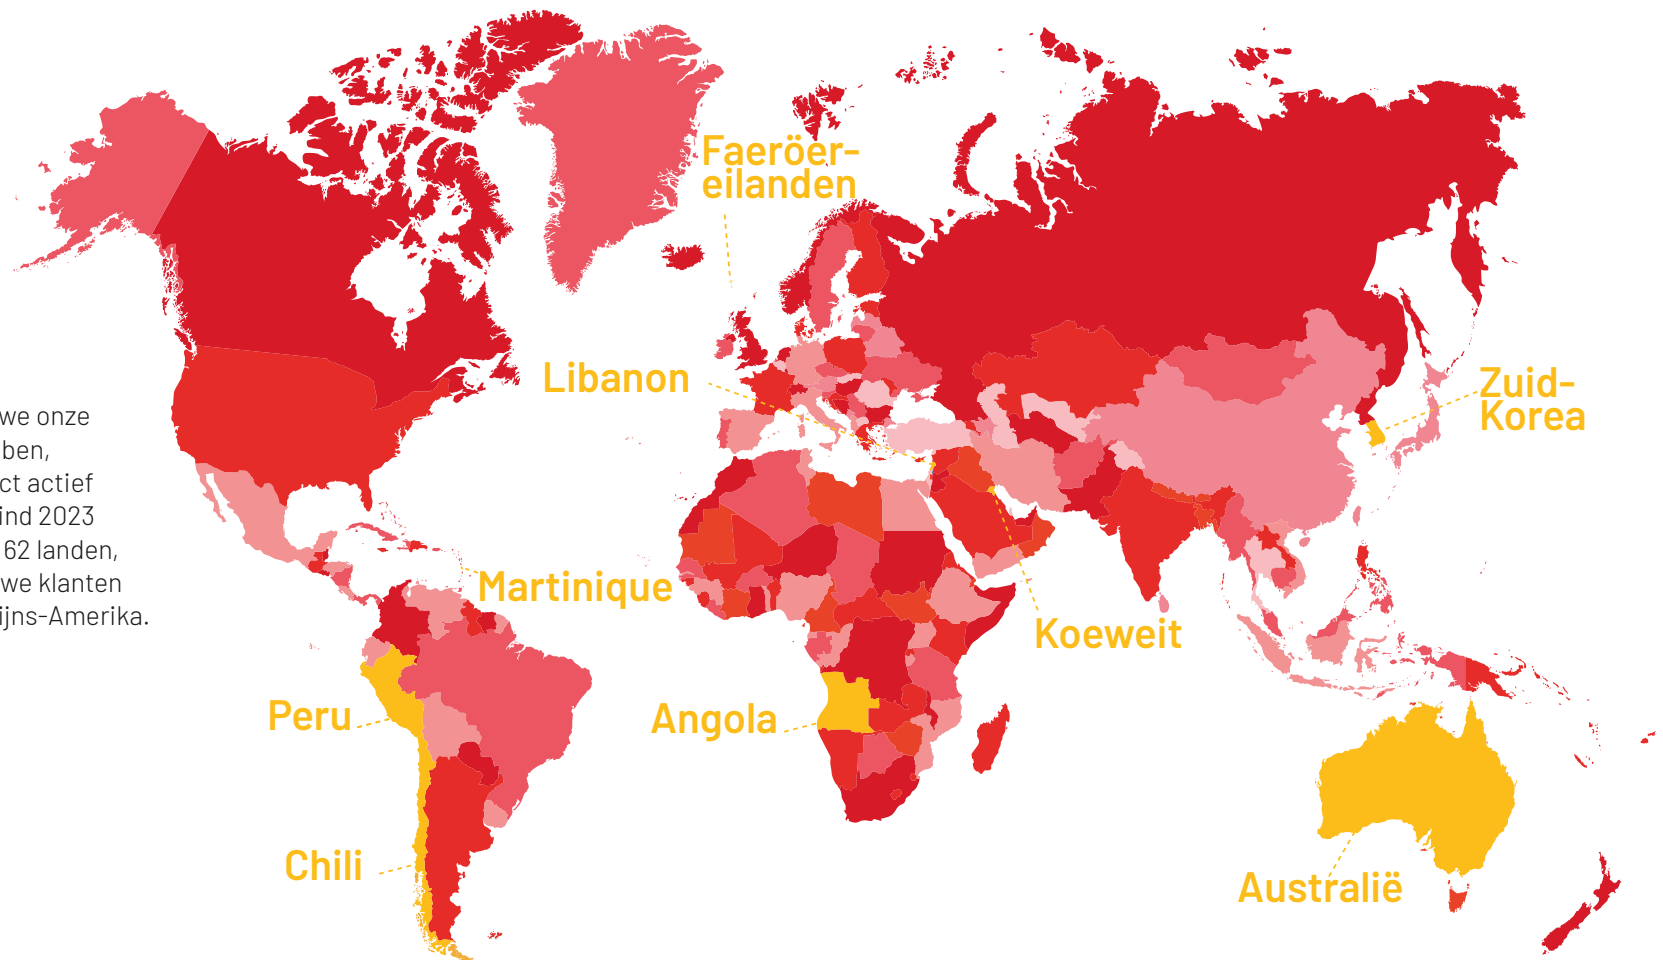 Faeröer-
eilanden
Libanon
Zuid-
Korea
we onze
ben,
ct actief
ind 2023
62 landen,
we klanten
ijns-Amerika.
Martinique
Koeweit
Peru
Angola
Chili
Australië